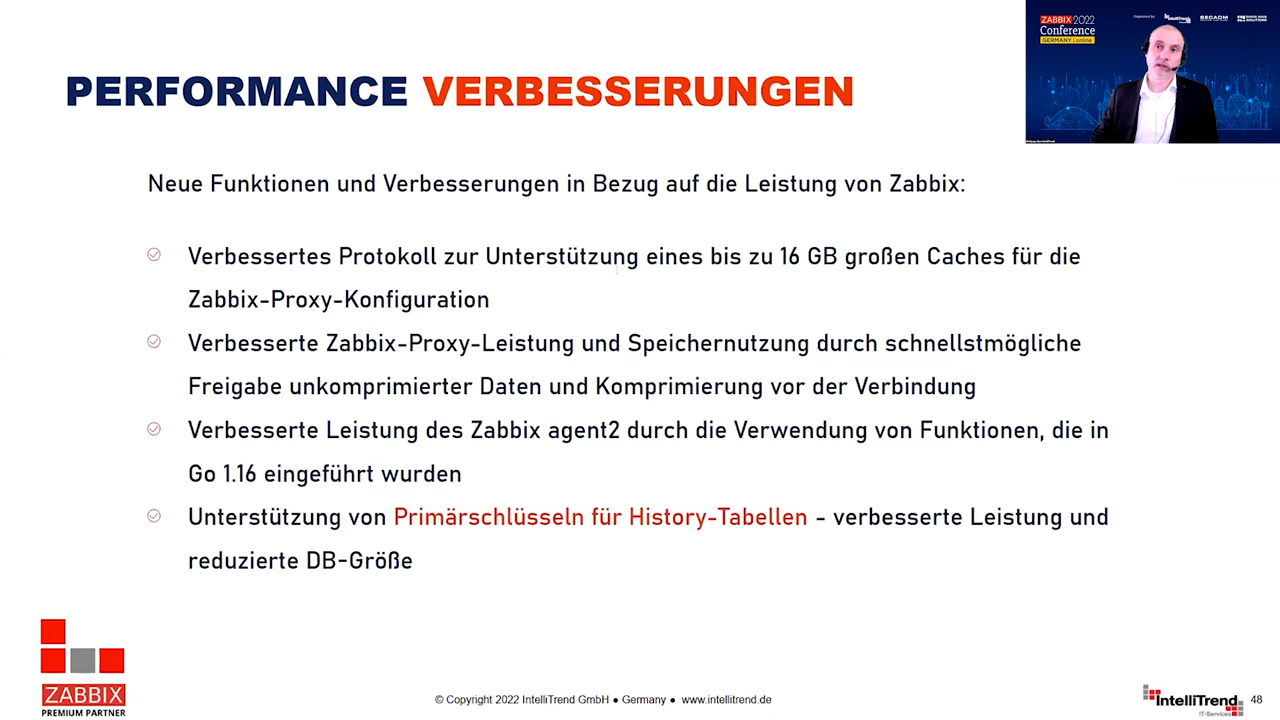 PERFORMANCE VERBESSERUNGEN
ZABBIX 2022
Conference
GERMANY | online
Organised by
IntelliTrend
SECADM
Neue Funktionen und Verbesserungen in Bezug auf die Leistung von Zabbix:
Verbessertes Protokoll zur Unterstützung eines bis zu 16 GB großen Caches für die
Zabbix-Proxy-Konfiguration
Verbesserte Zabbix-Proxy-Leistung und Speichernutzung durch schnellstmögliche
Freigabe unkomprimierter Daten und Komprimierung vor der Verbindung
Verbesserte Leistung des Zabbix agent2 durch die Verwendung von Funktionen, die in
Go 1.16 eingeführt wurden
Unterstützung von Primärschlüsseln für History-Tabellen - verbesserte Leistung und
reduzierte DB-Größe
ZABBIX
PREMIUM PARTNER
© Copyright 2022 IntelliTrend GmbH ● Germany ● www.intellitrend.de
IntelliTrend
IT-Services
48